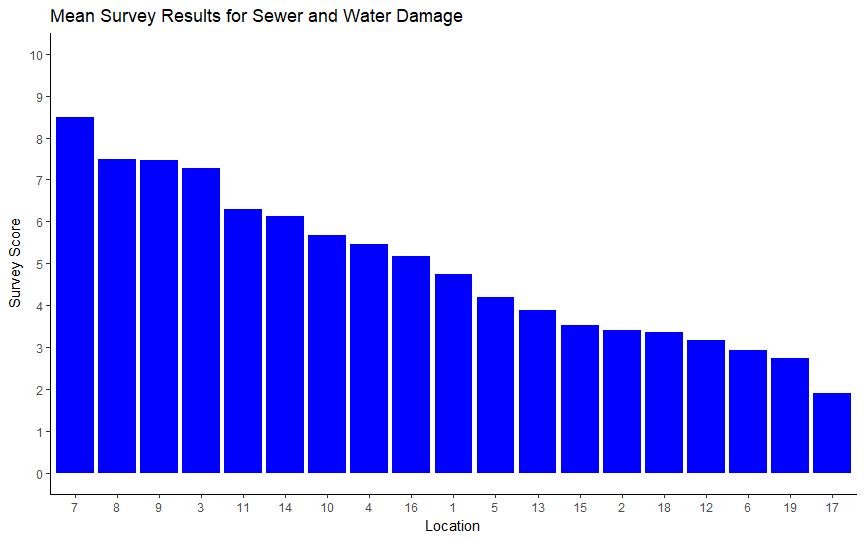 Mean Survey Results for Sewer and Water Damage
10
9
8
7
6
5
4
3
2
1
0
Survey Score
7 8 9 3 11 14 10 4 16 1 5 13 15 2 18 12 6 19 17
Location